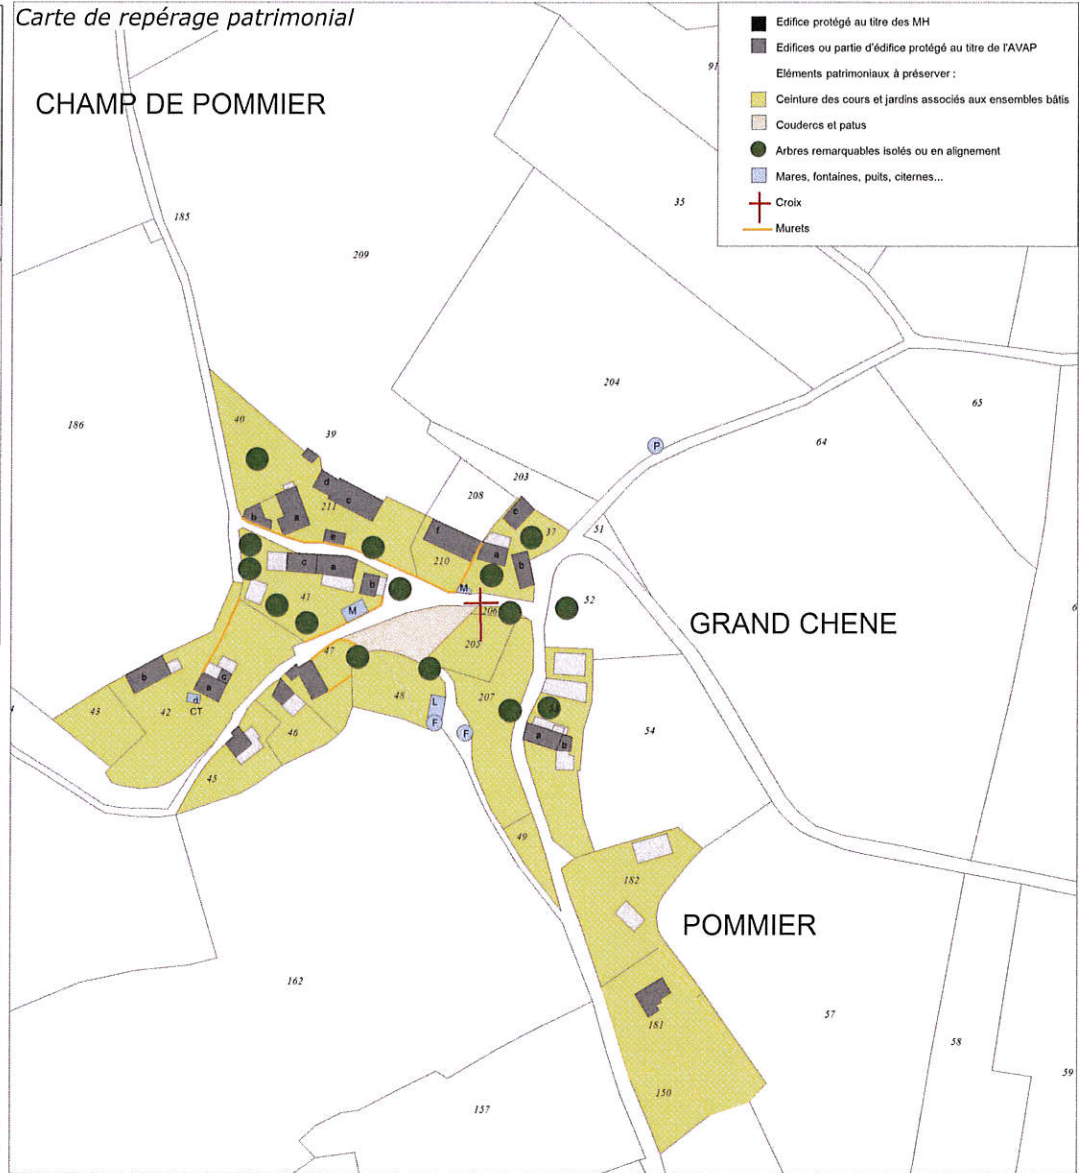 Carte de repérage patrimonial
Edifice protégé au titre des MH
Edifices ou partie d'édifice protégé au titre de l'AVAP
Eléments patrimoniaux à préserver :
Ceinture des cours et jardins associés aux ensembles bâtis
Couderos et patus
Arbres remarquables isolés ou en alignement
Mares, fontaines, puits, citernes...
Croix
Murets
CHAMP DE POMMIER
91
35
185
209
204
65
186
40
39
64
P
203
d
c
208
211
c
b
a
f
37
51
e
a
210
b
c
a
41
b
M
52
M
206
GRAND CHENE
205
47
b
c
48
207
a
43
42
d
L
CT
F
F
54
46
a
b
45
49
182
POMMIER
162
181
57
58
59
150
157